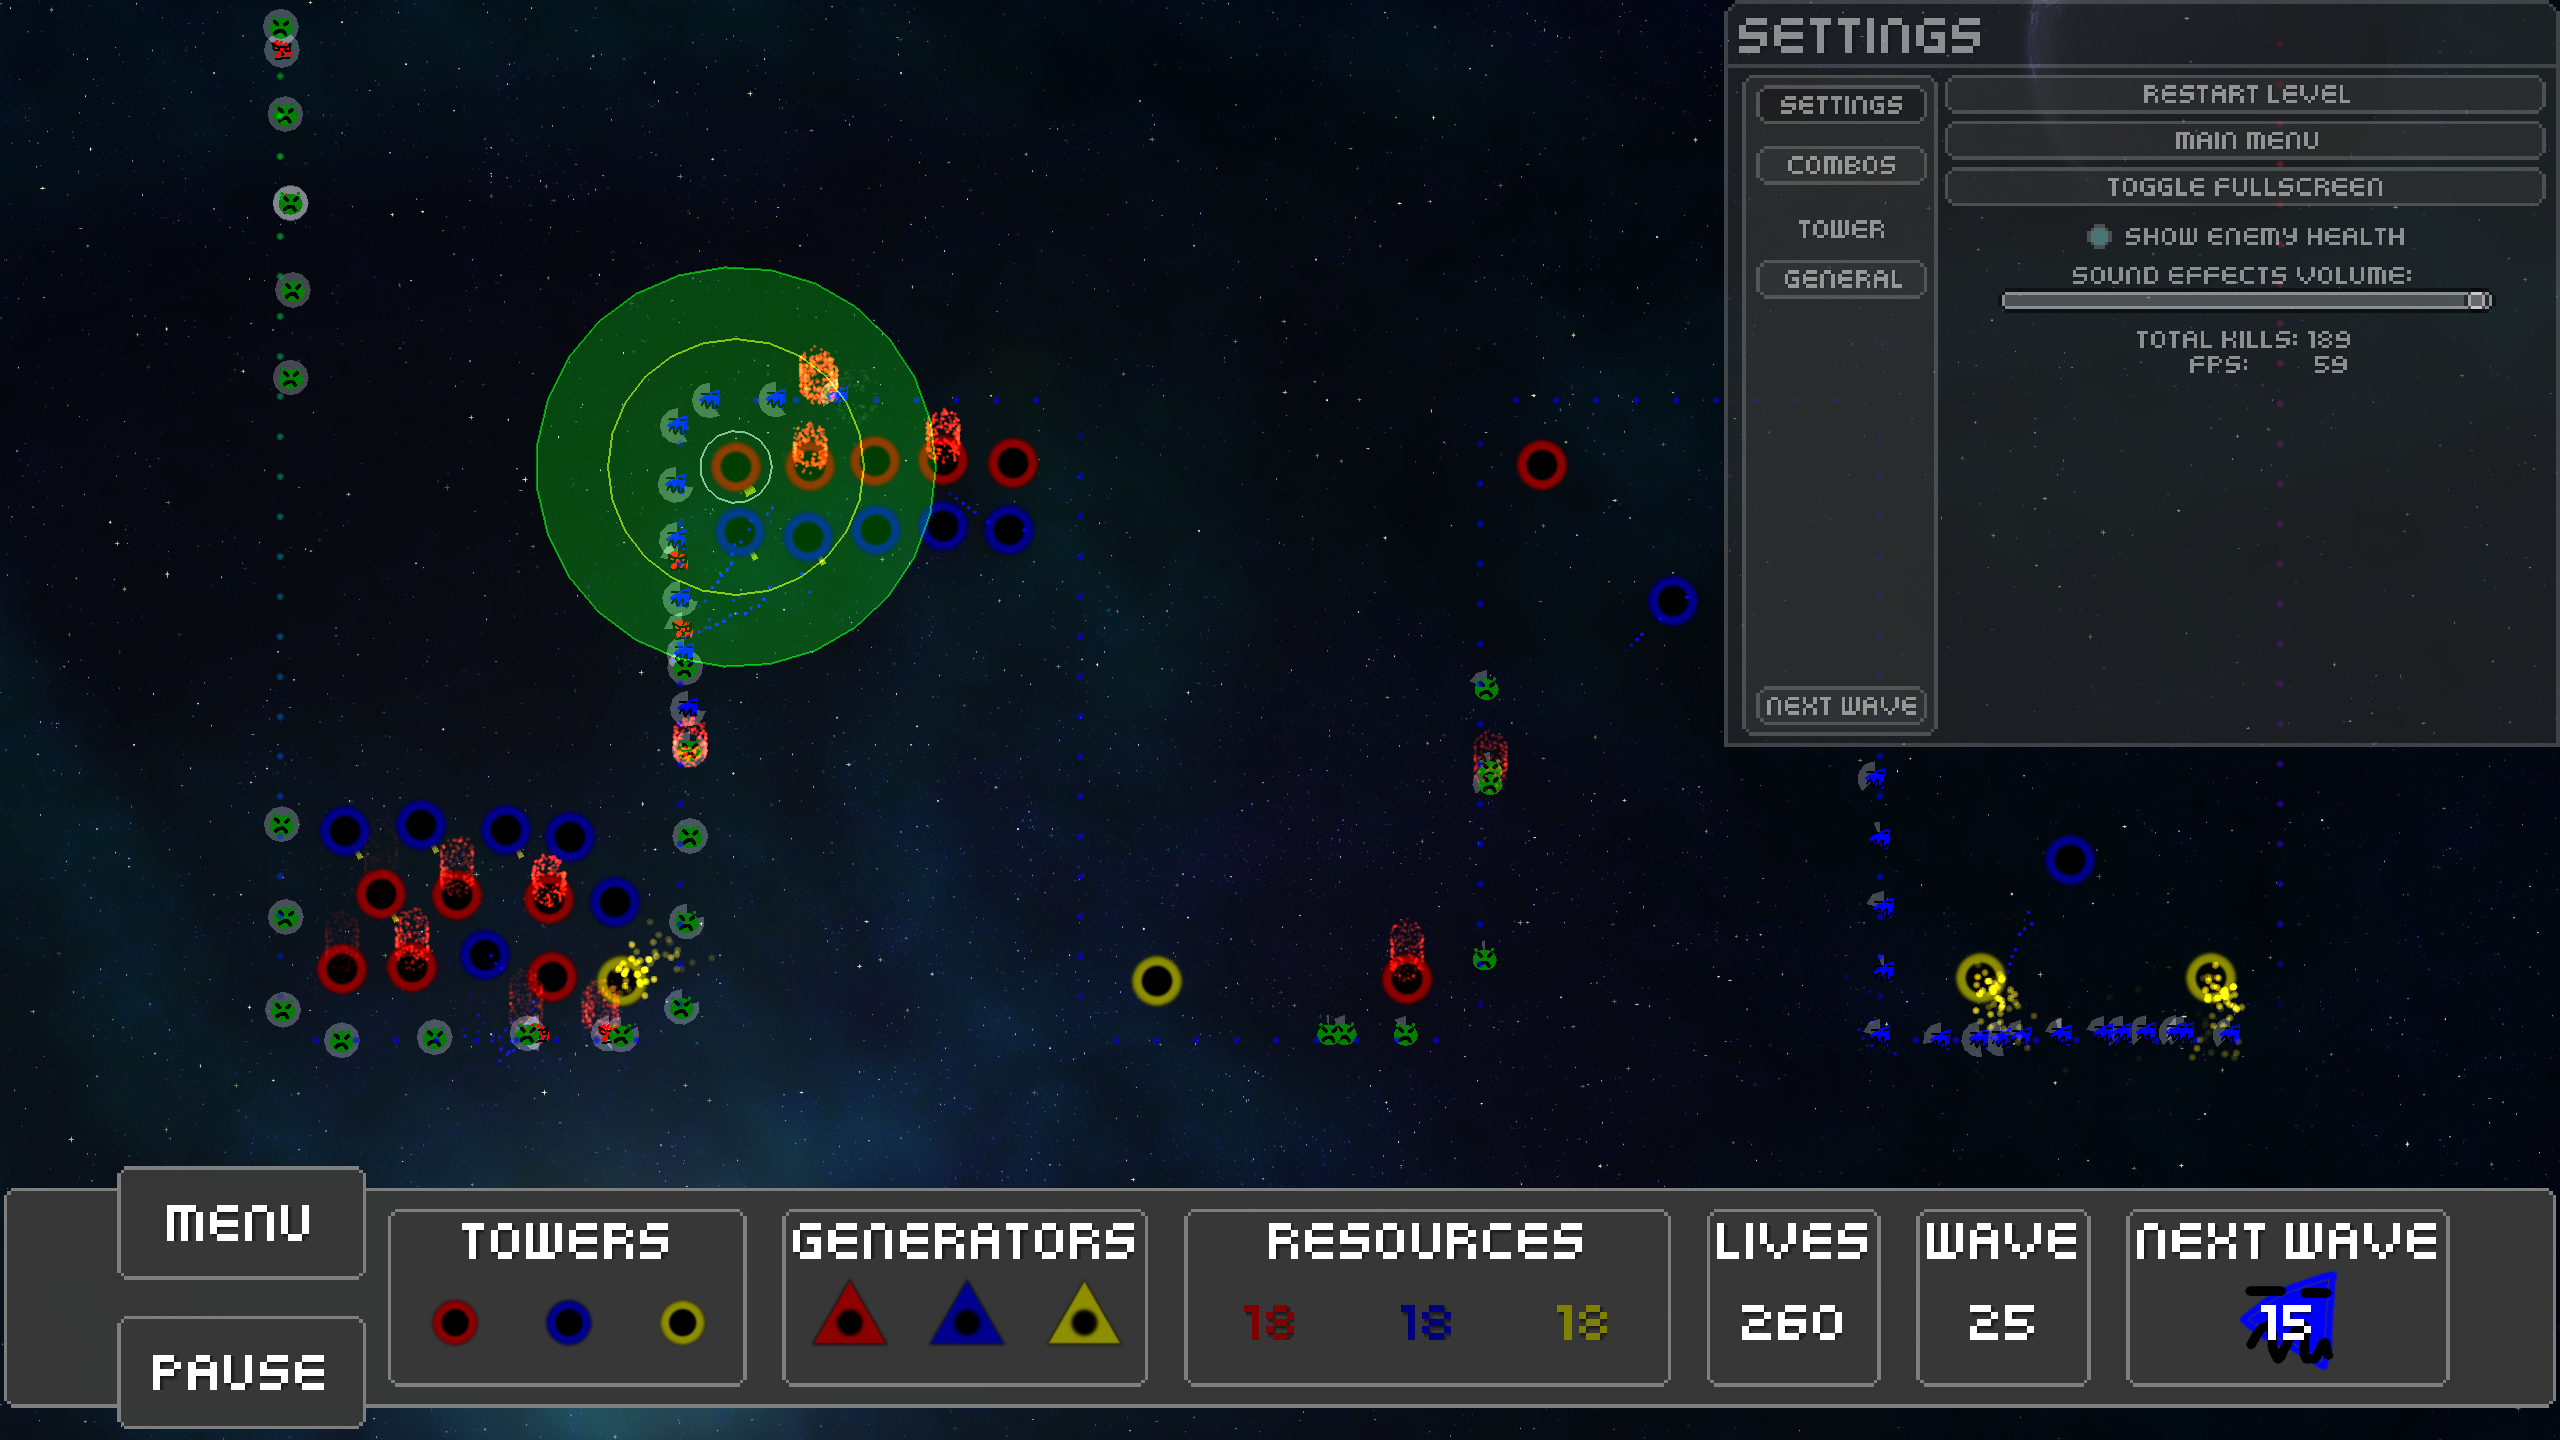 SETTINGS
SETTINGS
COMBOS
TOWER
GENERAL
NEXT WAVE
RESTART LEVEL
MAIN MENU
TOGGLE FULLSCREEN
SHOW ENEMY HEALTH
SOUND EFFECTS VOLUME:
TOTAL KILLS: 189
FPS: 59
MENU
PAUSE
TOWERS
GENERATORS
RESOURCES
18 18 18
LIVES
260
WAVE
25
NEXT WAVE
15